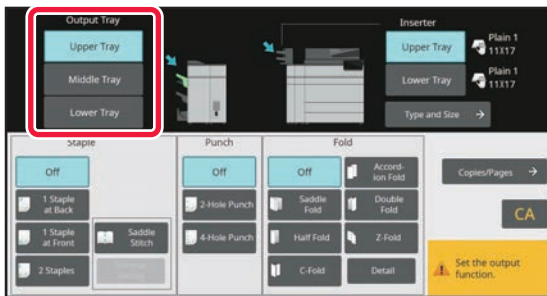 Output Tray
Upper Tray
Middle Tray
Lower Tray
Inserter
Upper Tray
Plain 1
11X17
Lower Tray
Plain 1
11X17
Type and Size
Staple
Off
1 Staple
at Back
1 Staple
at Front
2 Staples
Saddle
Stitch
Punch
Off
2-Hole Punch
4-Hole Punch
Fold
Off
Accord-
ion Fold
Saddle
Fold
Double
Fold
Half Fold
Z-Fold
C-Fold
Detail
Copies/Pages
CA
Set the output
function.